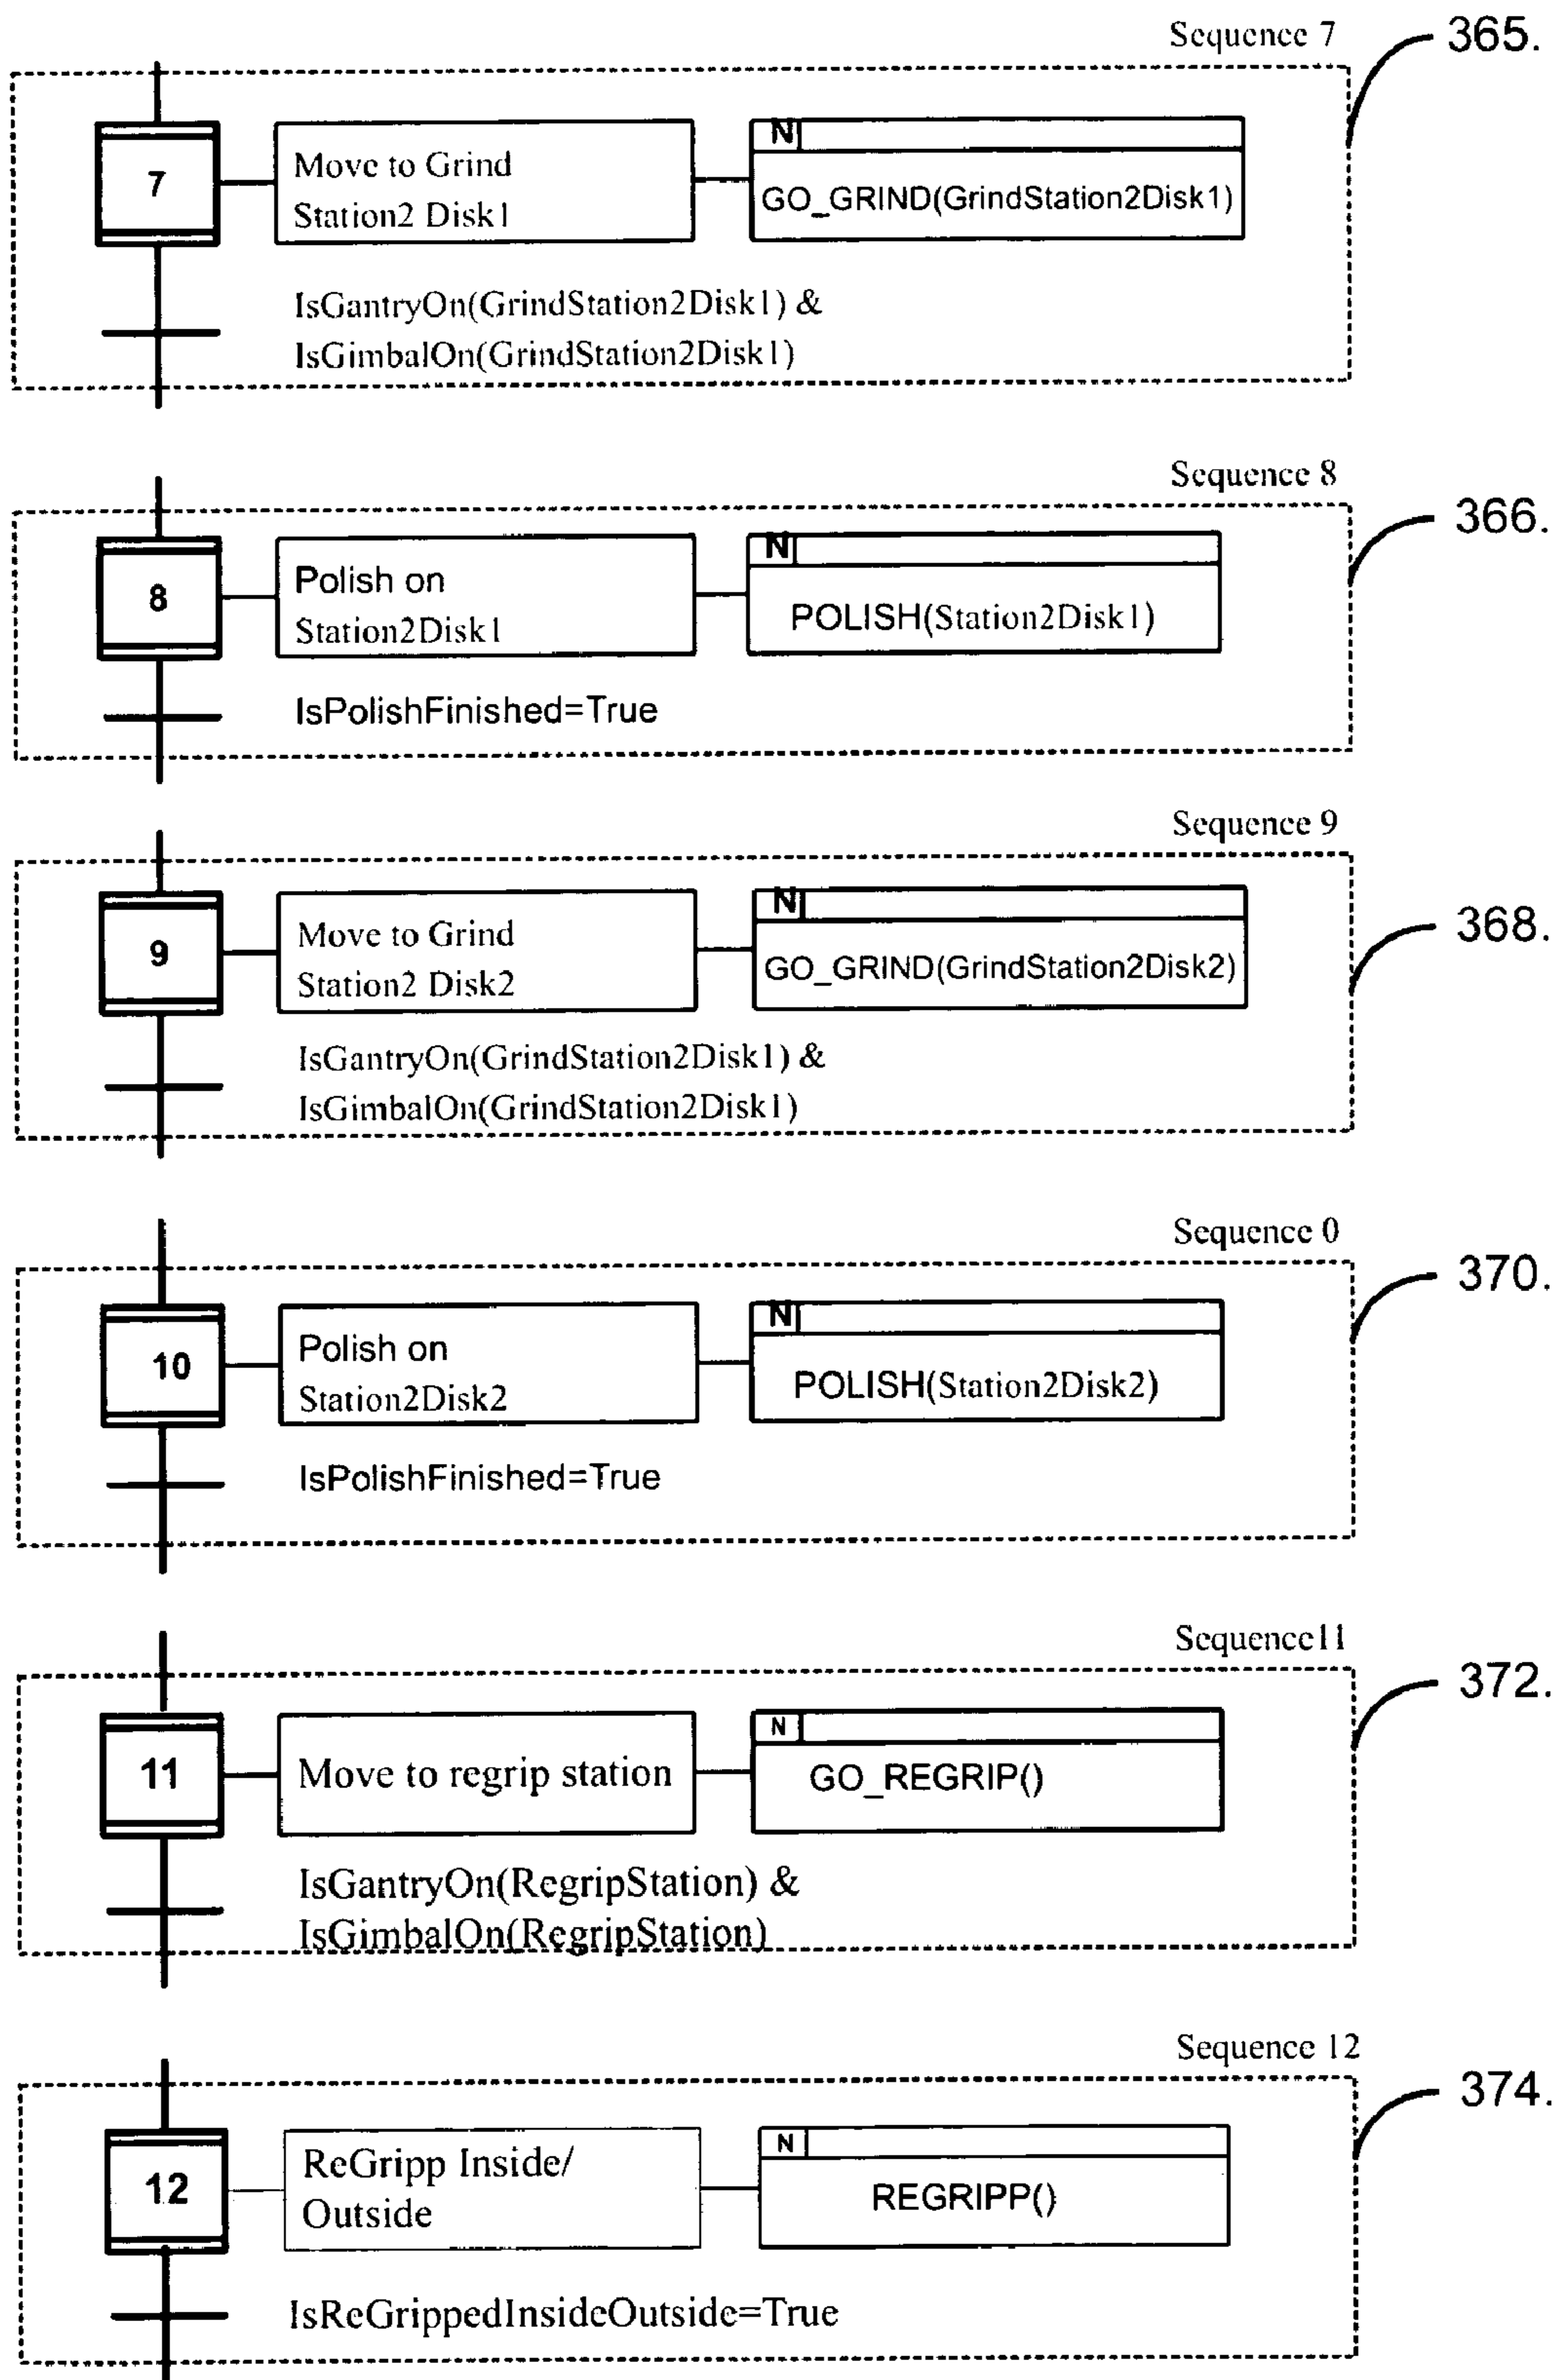 Sequence 7
365.
7
Move to Grind
Station2 Disk1
N
GO_GRIND(GrindStation2Disk1)
IsGantryOn(GrindStation2Disk1) &
IsGimbalOn(GrindStation2Disk1)
Sequence 8
366.
8
Polish on
Station2Disk1
N
POLISH(Station2Disk1)
IsPolishFinished=True
Sequence 9
368.
9
Move to Grind
Station2 Disk2
N
GO_GRIND(GrindStation2Disk2)
IsGantryOn(GrindStation2Disk1) &
IsGimbalOn(GrindStation2Disk1)
Sequence 0
370.
10
Polish on
Station2Disk2
N
POLISH(Station2Disk2)
IsPolishFinished=True
Sequence11
372.
11
Move to regrip station
N
GO_REGRIP()
IsGantryOn(RegripStation) &
IsGimbalOn(RegripStation)
Sequence 12
374.
12
ReGripp Inside/
Outside
N
REGRIPP()
IsReGrippedInsideOutside=True